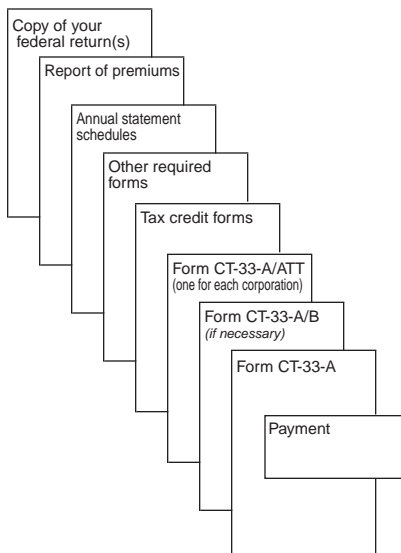 Copy of your
federal return(s)
Report of premiums
Annual statement
schedules
Other required
forms
Tax credit forms
Form CT-33-A/ATT
(one for each corporation)
Form CT-33-A/B
(if necessary)
Form CT-33-A
Payment